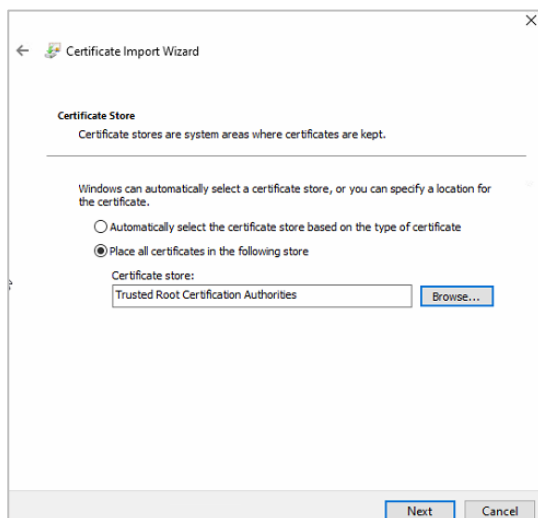 Certificate Import Wizard
Certificate Store
Certificate stores are system areas where certificates are kept.
Windows can automatically select a certificate store, or you can specify a location for
the certificate.
Automatically select the certificate store based on the type of certificate
Place all certificates in the following store
Certificate store:
Trusted Root Certification Authorities
Browse...
Next
Cancel